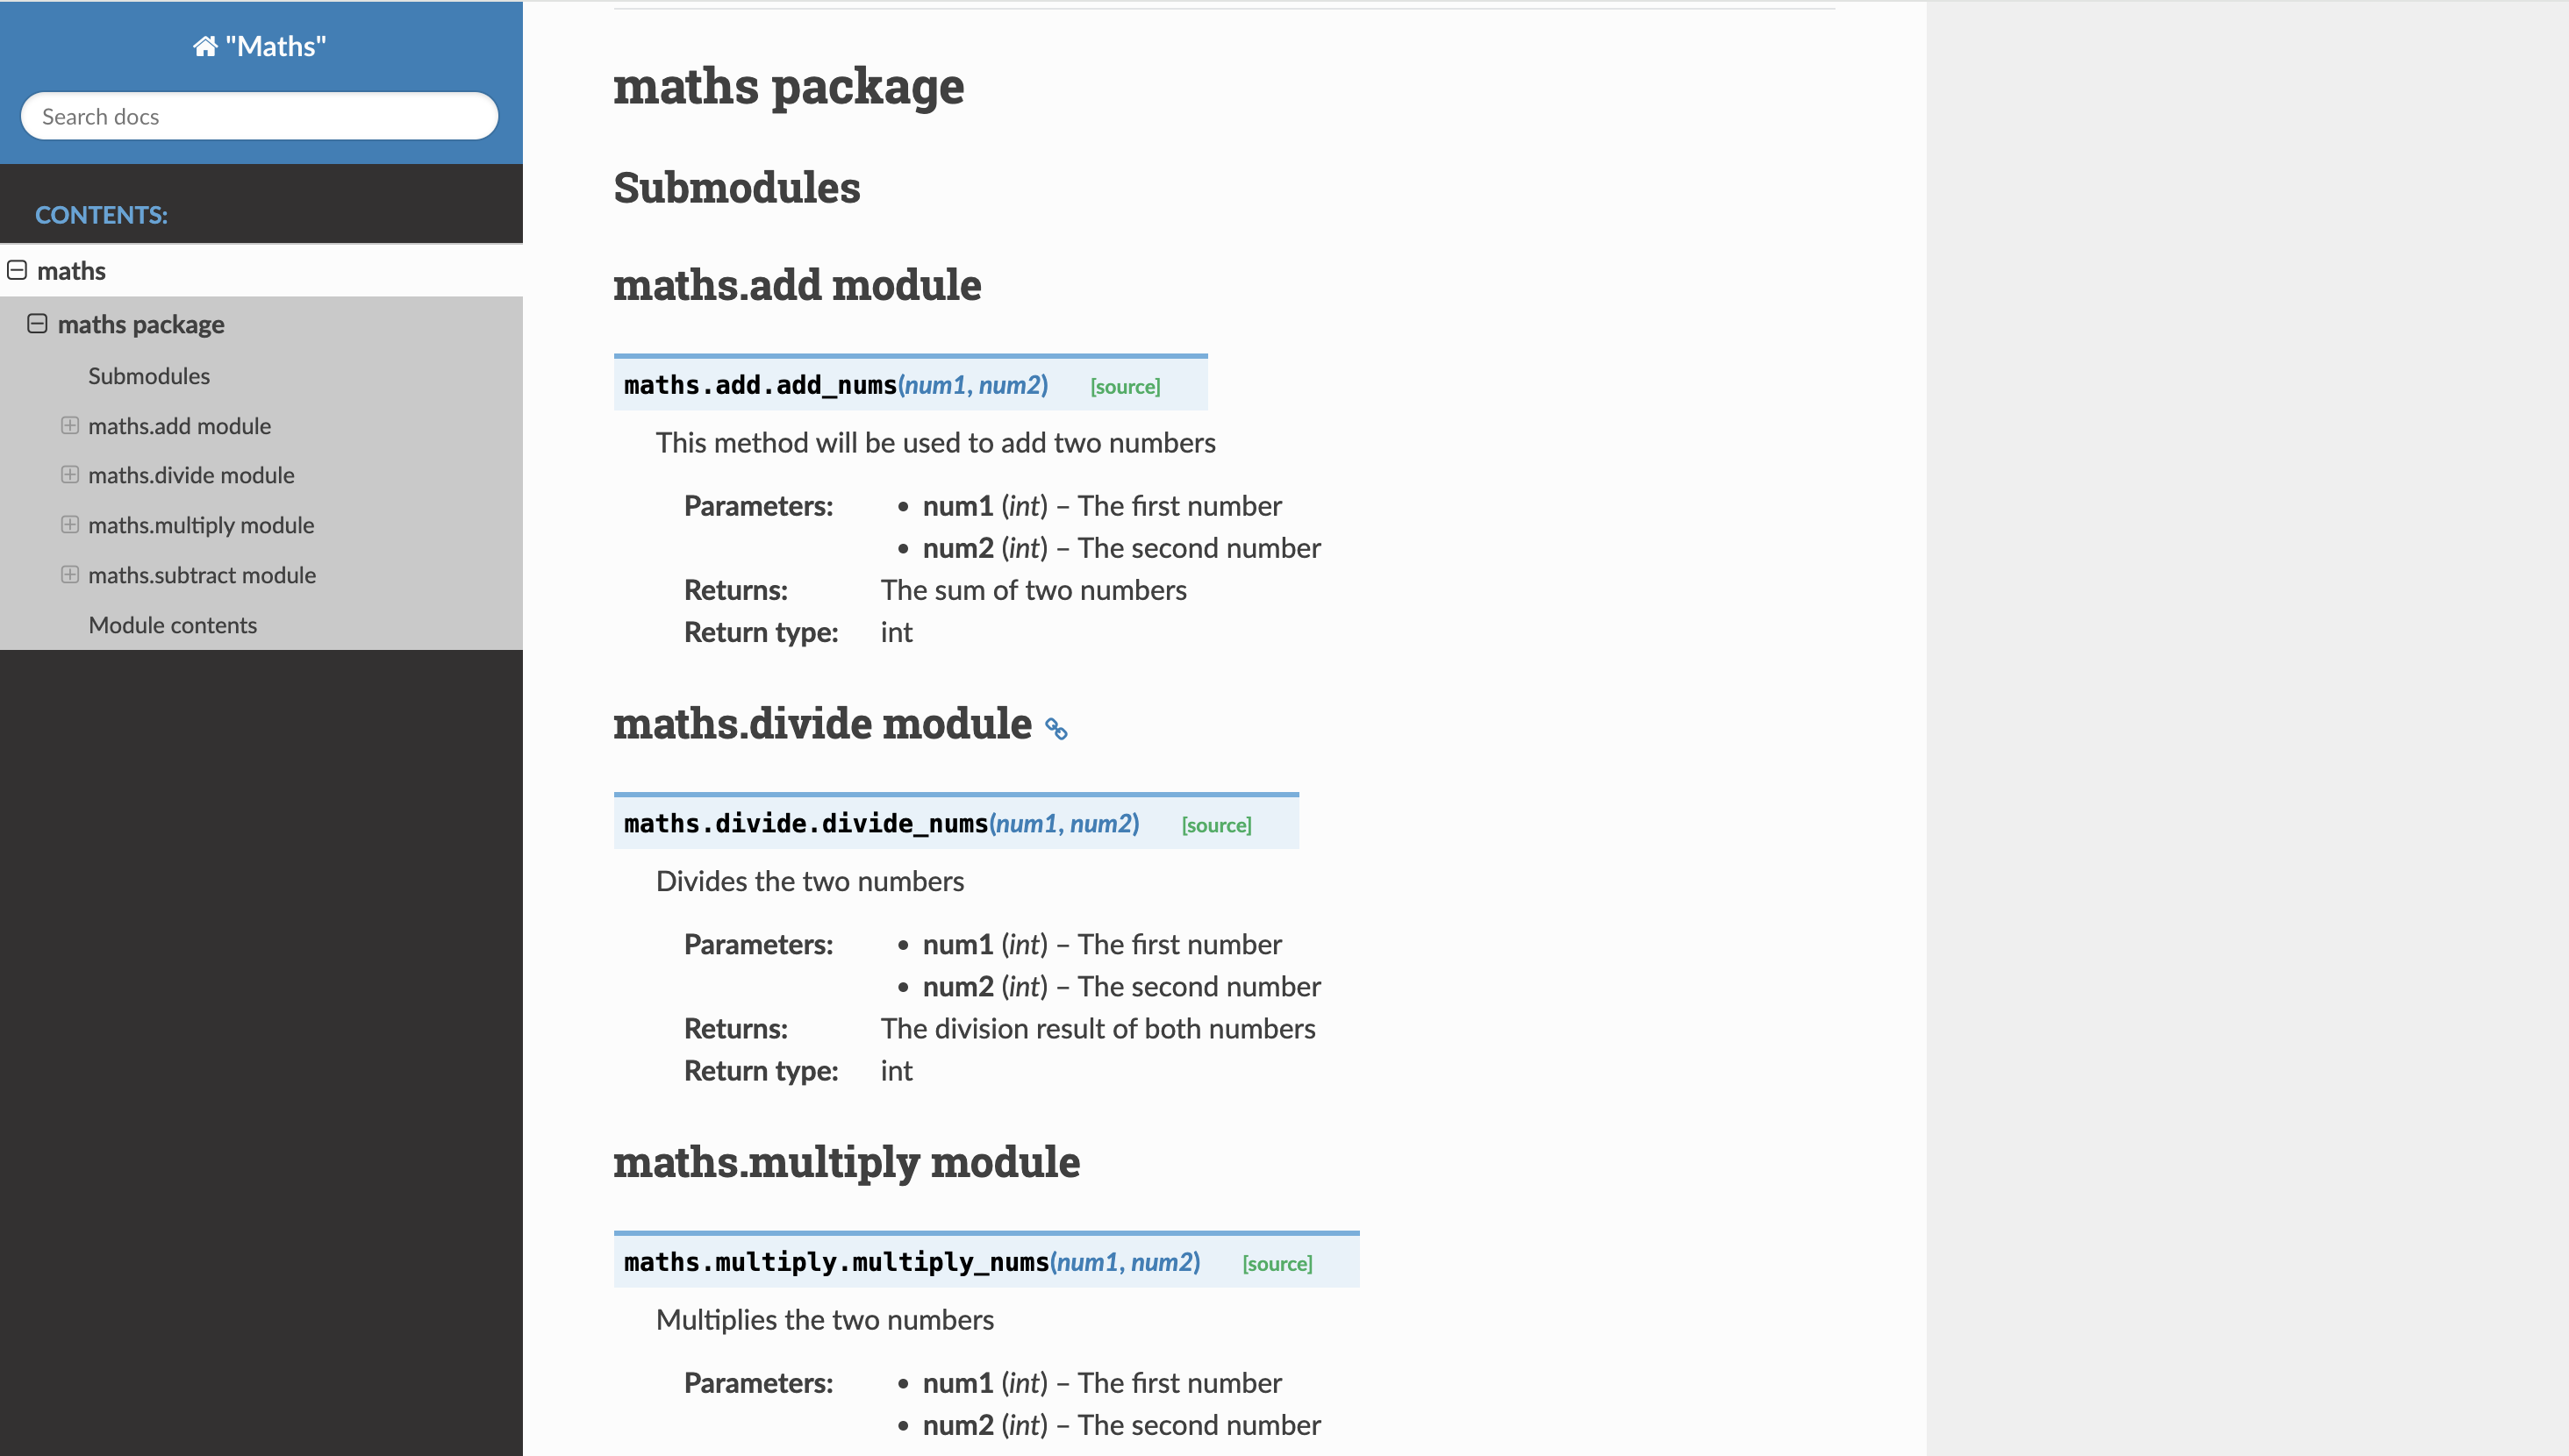 "Maths"
Search docs
CONTENTS:
maths
maths package
Submodules
maths.add module
maths.divide module
maths.multiply module
maths.subtract module
Module contents
maths package
Submodules
maths.add module
maths.add.add_nums(num1, num2) [source]
This method will be used to add two numbers
Parameters: • num1 (int) – The first number
• num2 (int) – The second number
Returns: The sum of two numbers
Return type: int
maths.divide module
maths.divide.divide_nums(num1, num2) [source]
Divides the two numbers
Parameters: • num1 (int) – The first number
• num2 (int) – The second number
Returns: The division result of both numbers
Return type: int
maths.multiply module
maths.multiply.multiply_nums(num1, num2) [source]
Multiplies the two numbers
Parameters: • num1 (int) – The first number
• num2 (int) – The second number